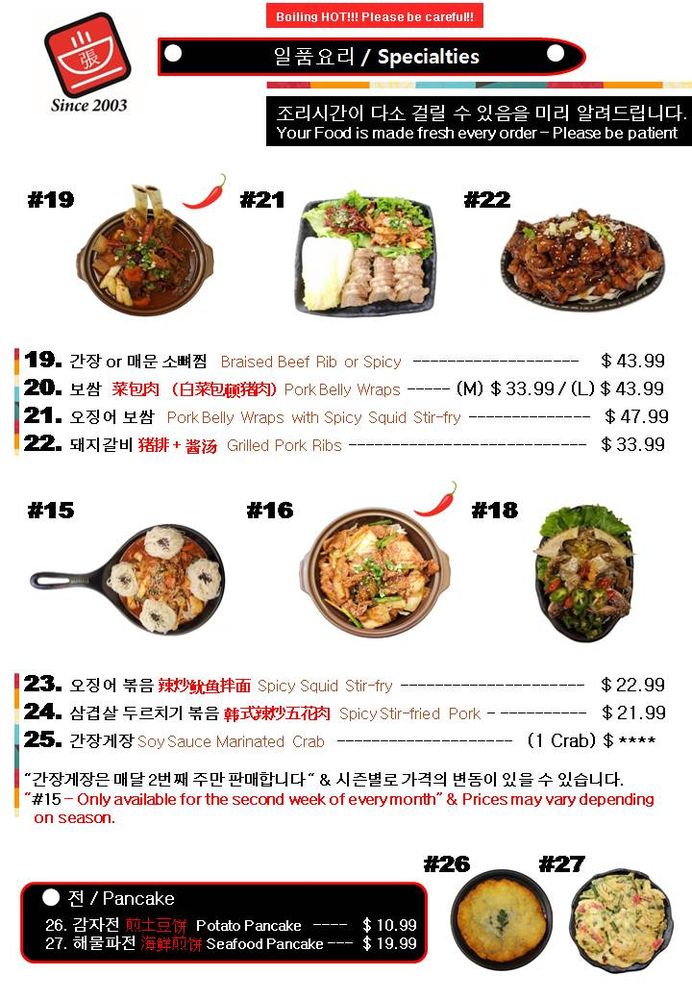 Boiling HOT!!! Please be careful!!
張
Since 2003
일품요리 / Specialties
조리시간이 다소 걸릴 수 있음을 미리 알려드립니다.
Your Food is made fresh every order – Please be patient
#19
#21
#22
19. 간장 or 매운 소뼈찜 Braised Beef Rib or Spicy ------------------- $ 43.99
20. 보쌈 菜包肉 (白菜包顿猪肉) Pork Belly Wraps ----- (M) $ 33.99 / (L) $ 43.99
21. 오징어 보쌈 Pork Belly Wraps with Spicy Squid Stir-fry -------------- $ 47.99
22. 돼지갈비 猪排 + 酱汤 Grilled Pork Ribs --------------------------- $ 33.99
#15
#16
#18
23. 오징어 볶음 辣炒鱿鱼拌面 Spicy Squid Stir-fry --------------------- $ 22.99
24. 삼겹살 두르치기 볶음 韩式辣炒五花肉 Spicy Stir-fried Pork - ----------- $ 21.99
25. 간장게장 Soy Sauce Marinated Crab ----------------- (1 Crab) $ ****
“간장게장은 매달 2번째 주만 판매합니다“ & 시즌별로 가격의 변동이 있을 수 있습니다.
“#15 – Only available for the second week of every month” & Prices may vary depending
on season.
#26
#27
전 / Pancake
26. 감자전 煎土豆饼 Potato Pancake ---- $ 10.99
27. 해물파전 海鲜煎饼 Seafood Pancake --- $ 19.99